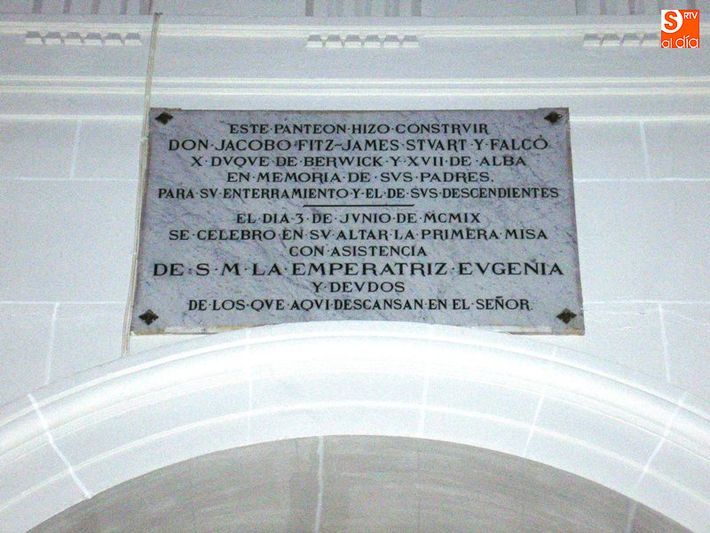 S RTV
al día
ESTE·PANTEON·HIZO·CONSTRVIR
DON·JACOBO·FITZ-JAMES·STVART·Y·FALCÓ
X·DVQVE·DE·BERWICK·Y·XVII·DE·ALBA
EN·MEMORIA·DE·SVS·PADRES.
PARA·SV·ENTERRAMIENTO·Y·EL·DE·SVS·DESCENDIENTES
EL·DIA·3·DE·JVNIO·DE·MCMIX
SE·CELEBRO·EN·SV·ALTAR·LA·PRIMERA·MISA
CON·ASISTENCIA
DE·S·M·LA·EMPERATRIZ·EVGENIA
Y·DEVDOS
DE·LOS·QVE·AQVI·DESCANSAN·EN·EL·SEÑOR.